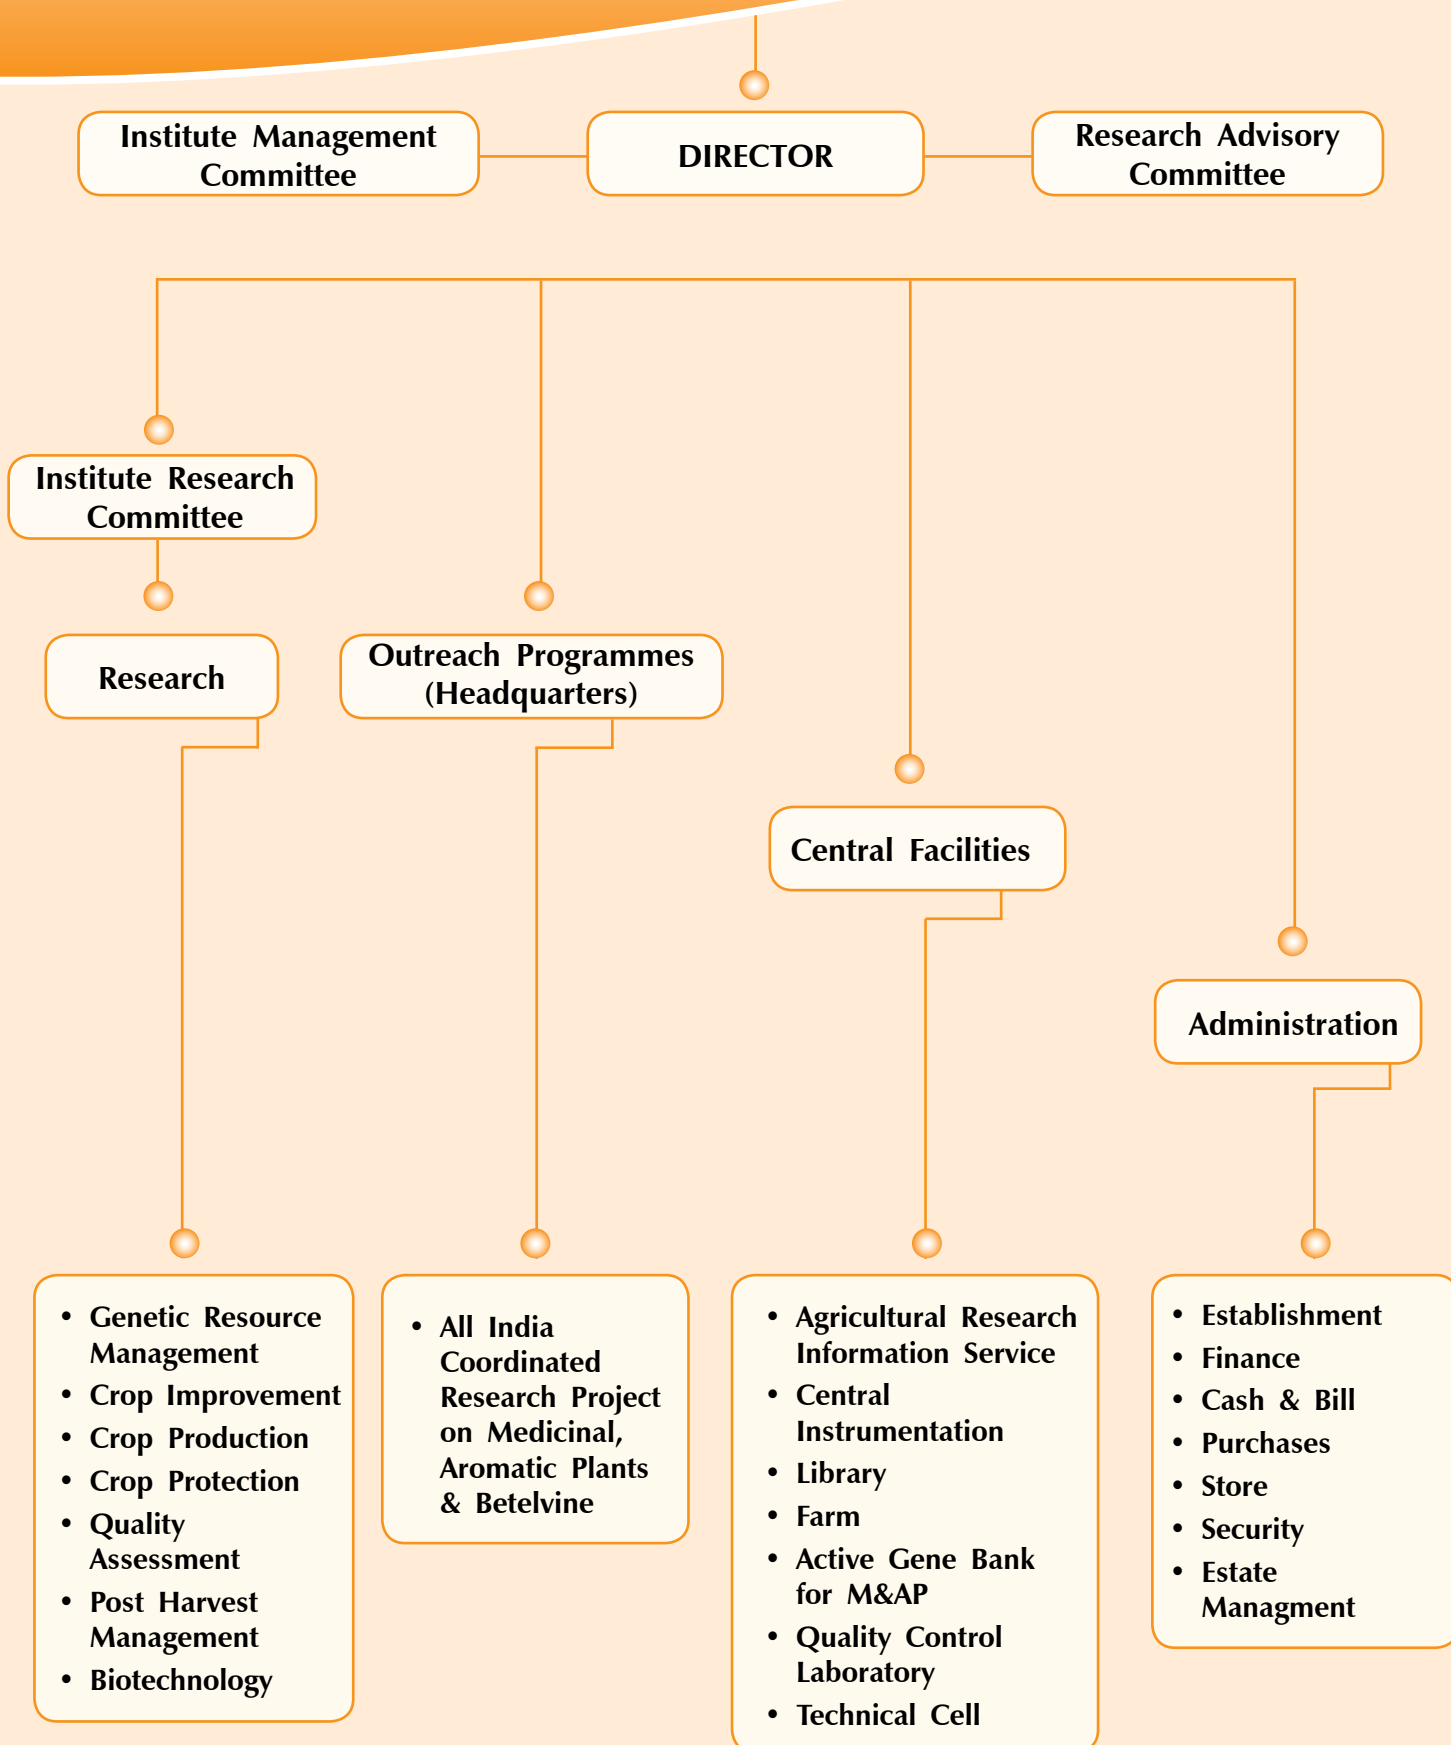 Institute Management
Committee
DIRECTOR
Research Advisory
Committee
Institute Research
Committee
Research
Outreach Programmes
(Headquarters)
Central Facilities
Administration
• Genetic Resource
Management
• Crop Improvement
• Crop Production
• Crop Protection
• Quality
Assessment
• Post Harvest
Management
• Biotechnology
• All India
Coordinated
Research Project
on Medicinal,
Aromatic Plants
& Betelvine
• Agricultural Research
Information Service
• Central
Instrumentation
• Library
• Farm
• Active Gene Bank
for M&AP
• Quality Control
Laboratory
• Technical Cell
• Establishment
• Finance
• Cash & Bill
• Purchases
• Store
• Security
• Estate
Managment